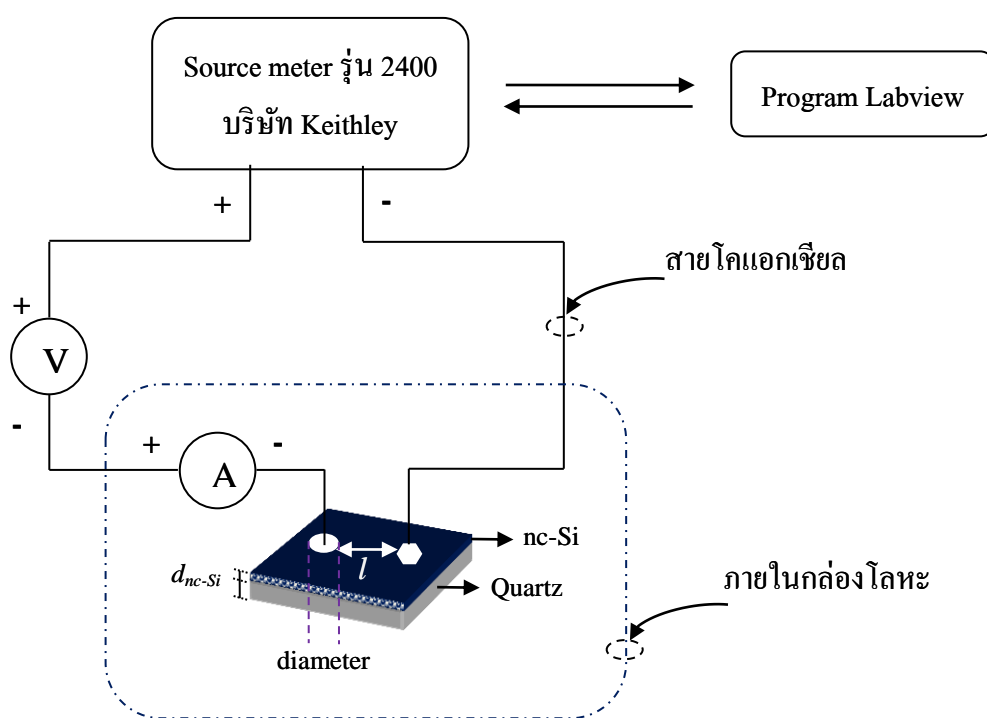 Source meter รุ่น 2400
บริษัท Keithley
Program Labview
+
-
สายโคแอกเชียล
+
V
-
+
-
A
nc-Si
l
d nc-Si
Quartz
ภายในกล่องโลหะ
diameter